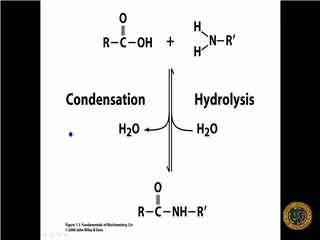 O
R–C–OH + H
H
N–R′
Condensation Hydrolysis
H₂O H₂O
O
R–C–NH–R′
Figure 1-3 Fundamentals of Biochemistry, 2/e
© 2006 John Wiley & Sons